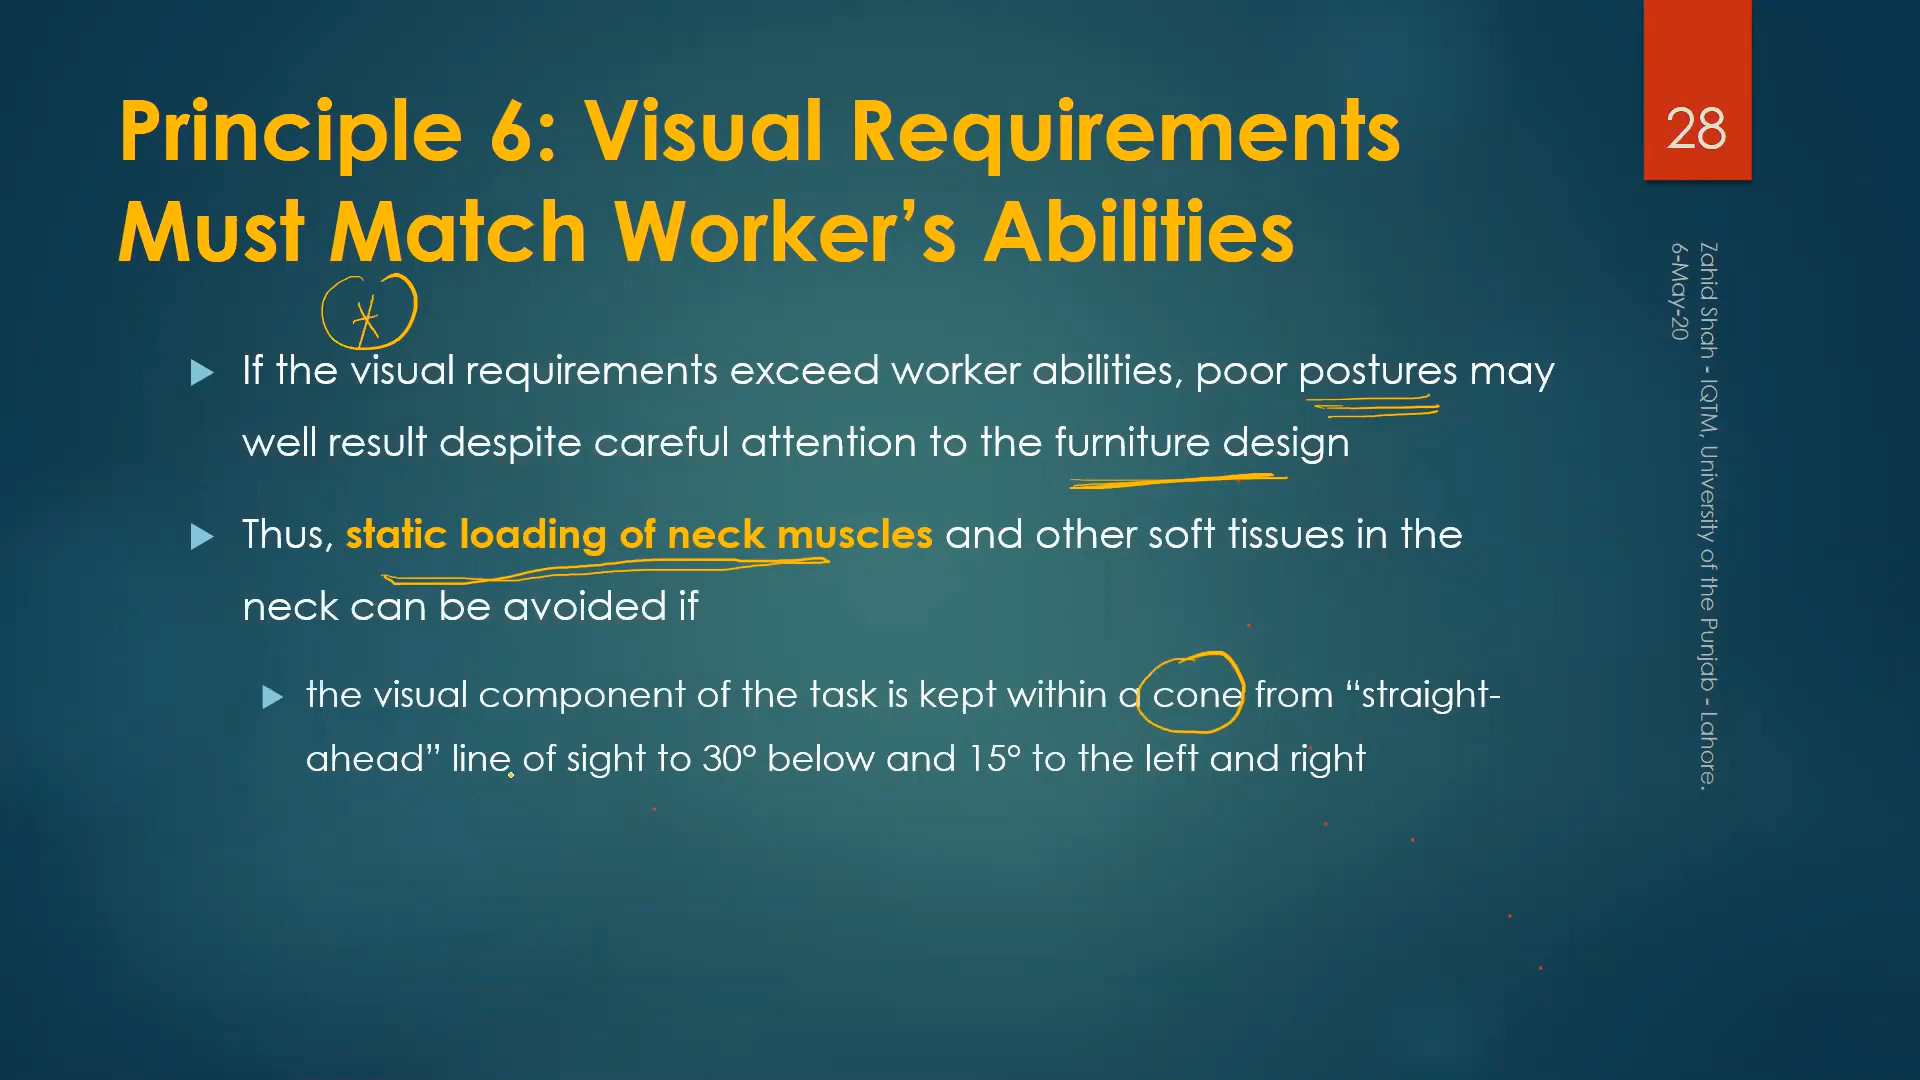 Principle 6: Visual Requirements
Must Match Worker’s Abilities
28
If the visual requirements exceed worker abilities, poor postures may
well result despite careful attention to the furniture design
Thus, static loading of neck muscles and other soft tissues in the
neck can be avoided if
the visual component of the task is kept within a cone from “straight-
ahead” line of sight to 30° below and 15° to the left and right
Zahid Shah - IQTM, University of the Punjab - Lahore.
6-May-20